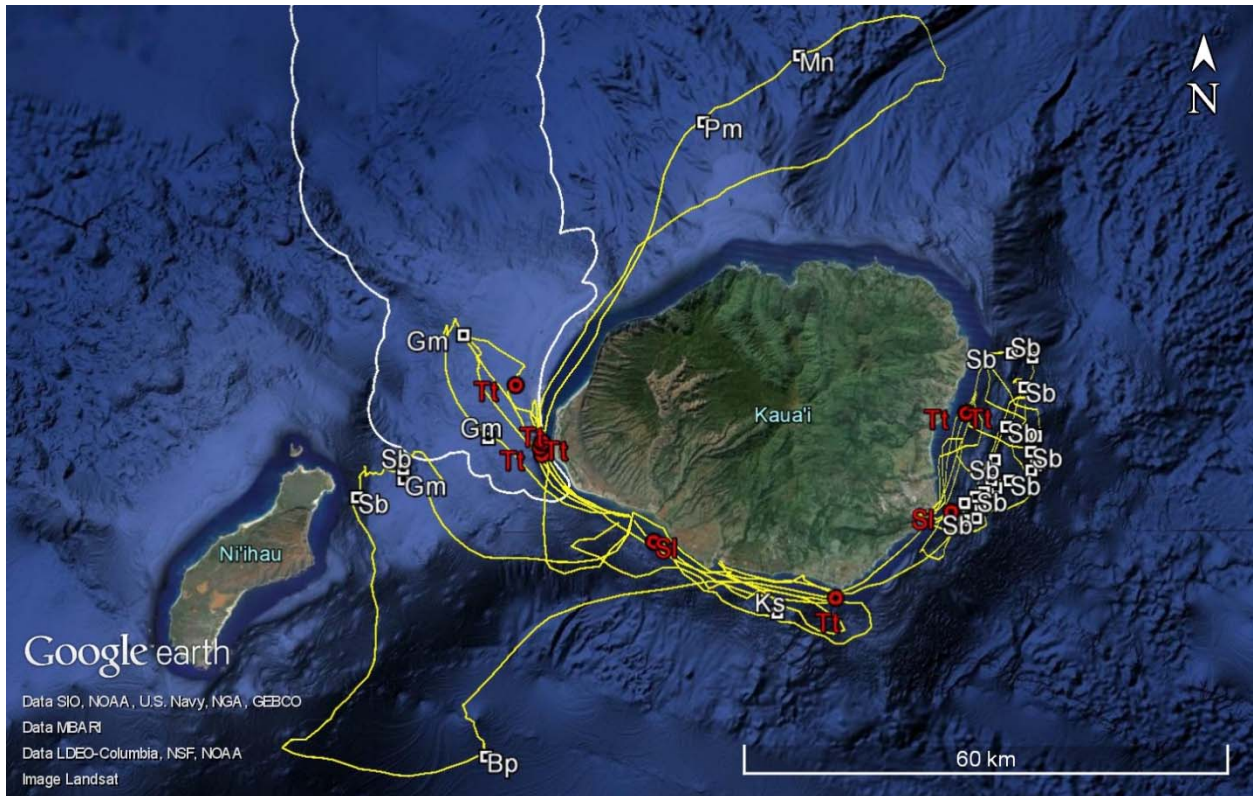 Mn
N
Pm
Gm
Sb
Sb
Tt
Sb
Kaua'i
Tt
Tt
Gm
Tt
Tt
Tt
Sb
Sb
Sb
Gm
Sb
Sb
Sb
Sb
Sl
Sb
Ni'ihau
Sl
Ks
Tt
Google earth
Data SIO, NOAA, U.S. Navy, NGA, GEBCO
Data MBARI
Data LDEO-Columbia, NSF, NOAA
Image Landsat
60 km
Bp